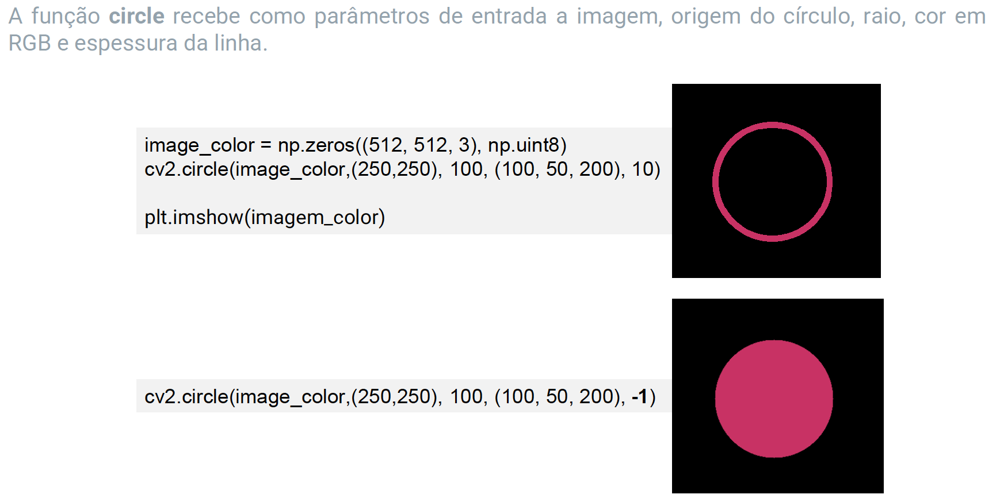 A função circle recebe como parâmetros de entrada a imagem, origem do círculo, raio, cor em
RGB e espessura da linha.
image_color = np.zeros((512, 512, 3), np.uint8)
cv2.circle(image_color,(250,250), 100, (100, 50, 200), 10)
plt.imshow(imagem_color)
cv2.circle(image_color,(250,250), 100, (100, 50, 200), -1)